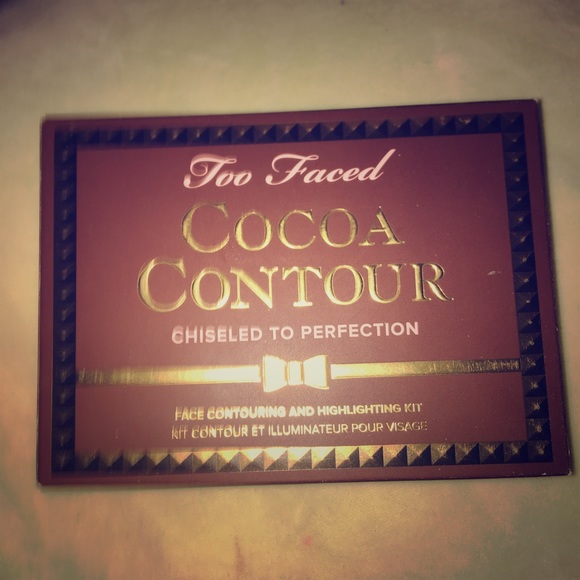 Too Faced
COCOA
CONTOUR
CHISELED TO PERFECTION
FACE CONTOURING AND HIGHLIGHTING KIT
KIT CONTOUR ET ILLUMINATEUR POUR VISAGE